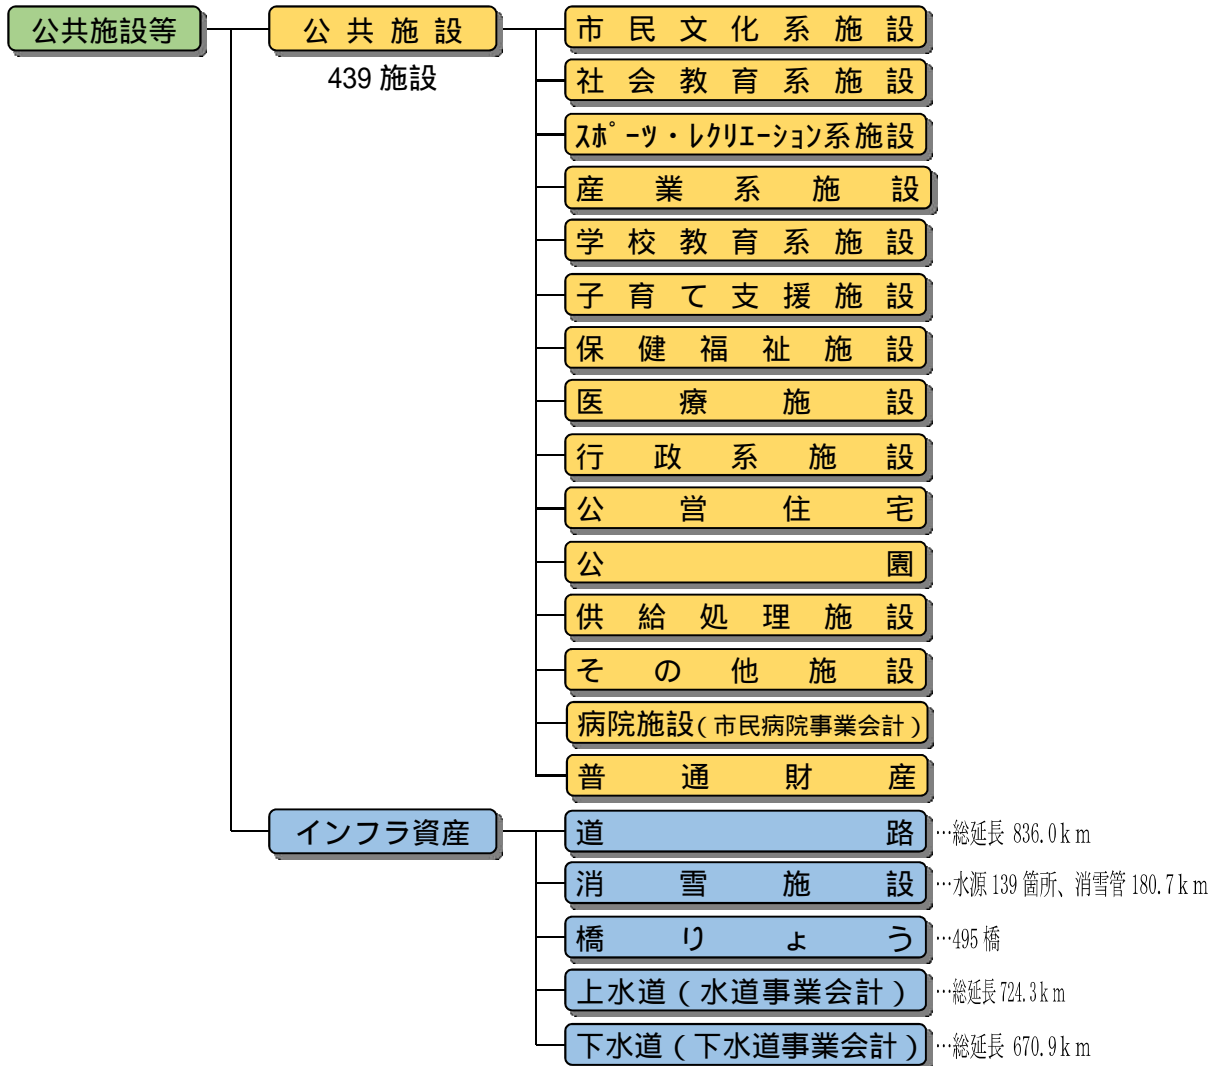 公共施設等
公共施設
439 施設
市民文化系施設
社会教育系施設
ｽﾎﾟｰﾂ・ﾚｸﾘｴｰｼｮﾝ系施設
産業系施設
学校教育系施設
子育て支援施設
保健福祉施設
医療施設
行政系施設
公営住宅
公園
供給処理施設
その他施設
病院施設（市民病院事業会計）
普通財産
インフラ資産
道路 …総延長 836.0ｋｍ
消雪施設 …水源 139 箇所、消雪管 180.7ｋｍ
橋りょう …495 橋
上水道（水道事業会計） …総延長 724.3ｋｍ
下水道（下水道事業会計） …総延長 670.9ｋｍ